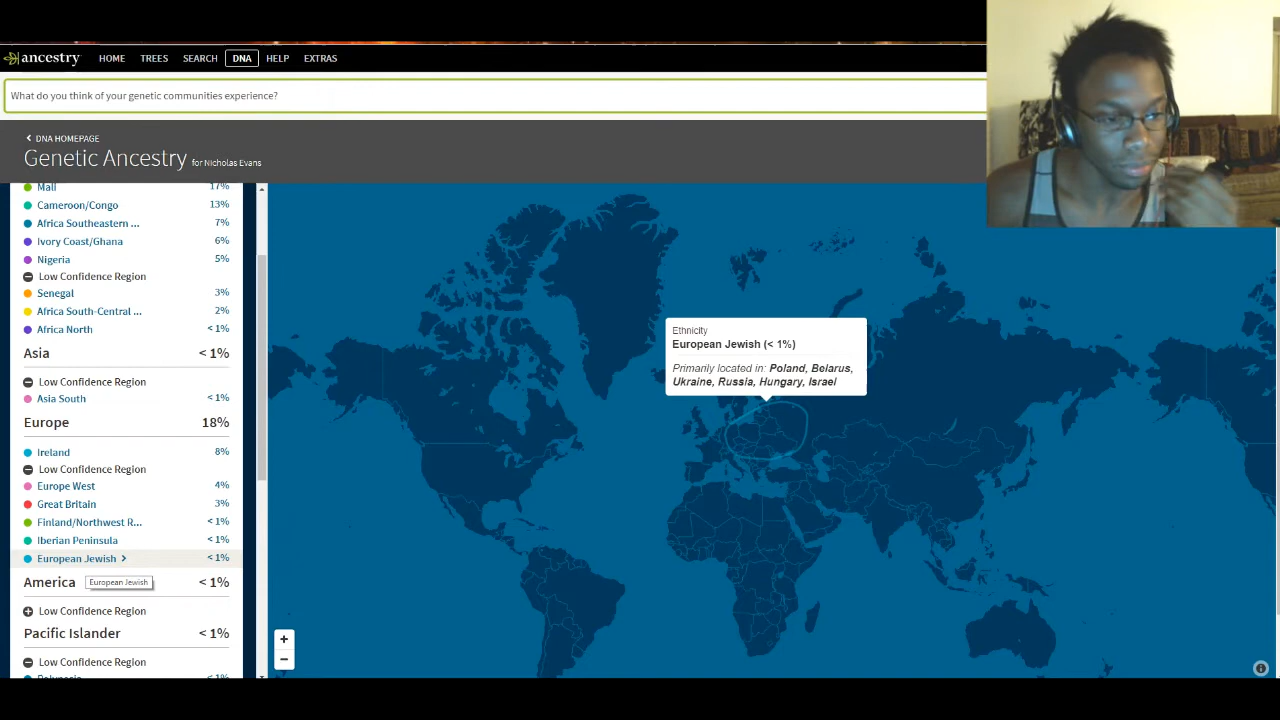 ancestry HOME TREES SEARCH DNA HELP EXTRAS
What do you think of your genetic communities experience?
DNA HOMEPAGE
Genetic Ancestry for Nicholas Evans
Mali 17%
Cameroon/Congo 13%
Africa Southeastern ... 7%
Ivory Coast/Ghana 6%
Nigeria 5%
Low Confidence Region
Senegal 3%
Africa South-Central ... 2%
Africa North < 1%
Asia < 1%
Low Confidence Region
Asia South < 1%
Europe 18%
Ireland 8%
Low Confidence Region
Europe West 4%
Great Britain 3%
Finland/Northwest R... < 1%
Iberian Peninsula < 1%
European Jewish > < 1%
America < 1%
European Jewish
Low Confidence Region
Pacific Islander < 1%
Low Confidence Region
Polynesia < 1%
Ethnicity
European Jewish (< 1%)
Primarily located in: Poland, Belarus,
Ukraine, Russia, Hungary, Israel
+
−
i